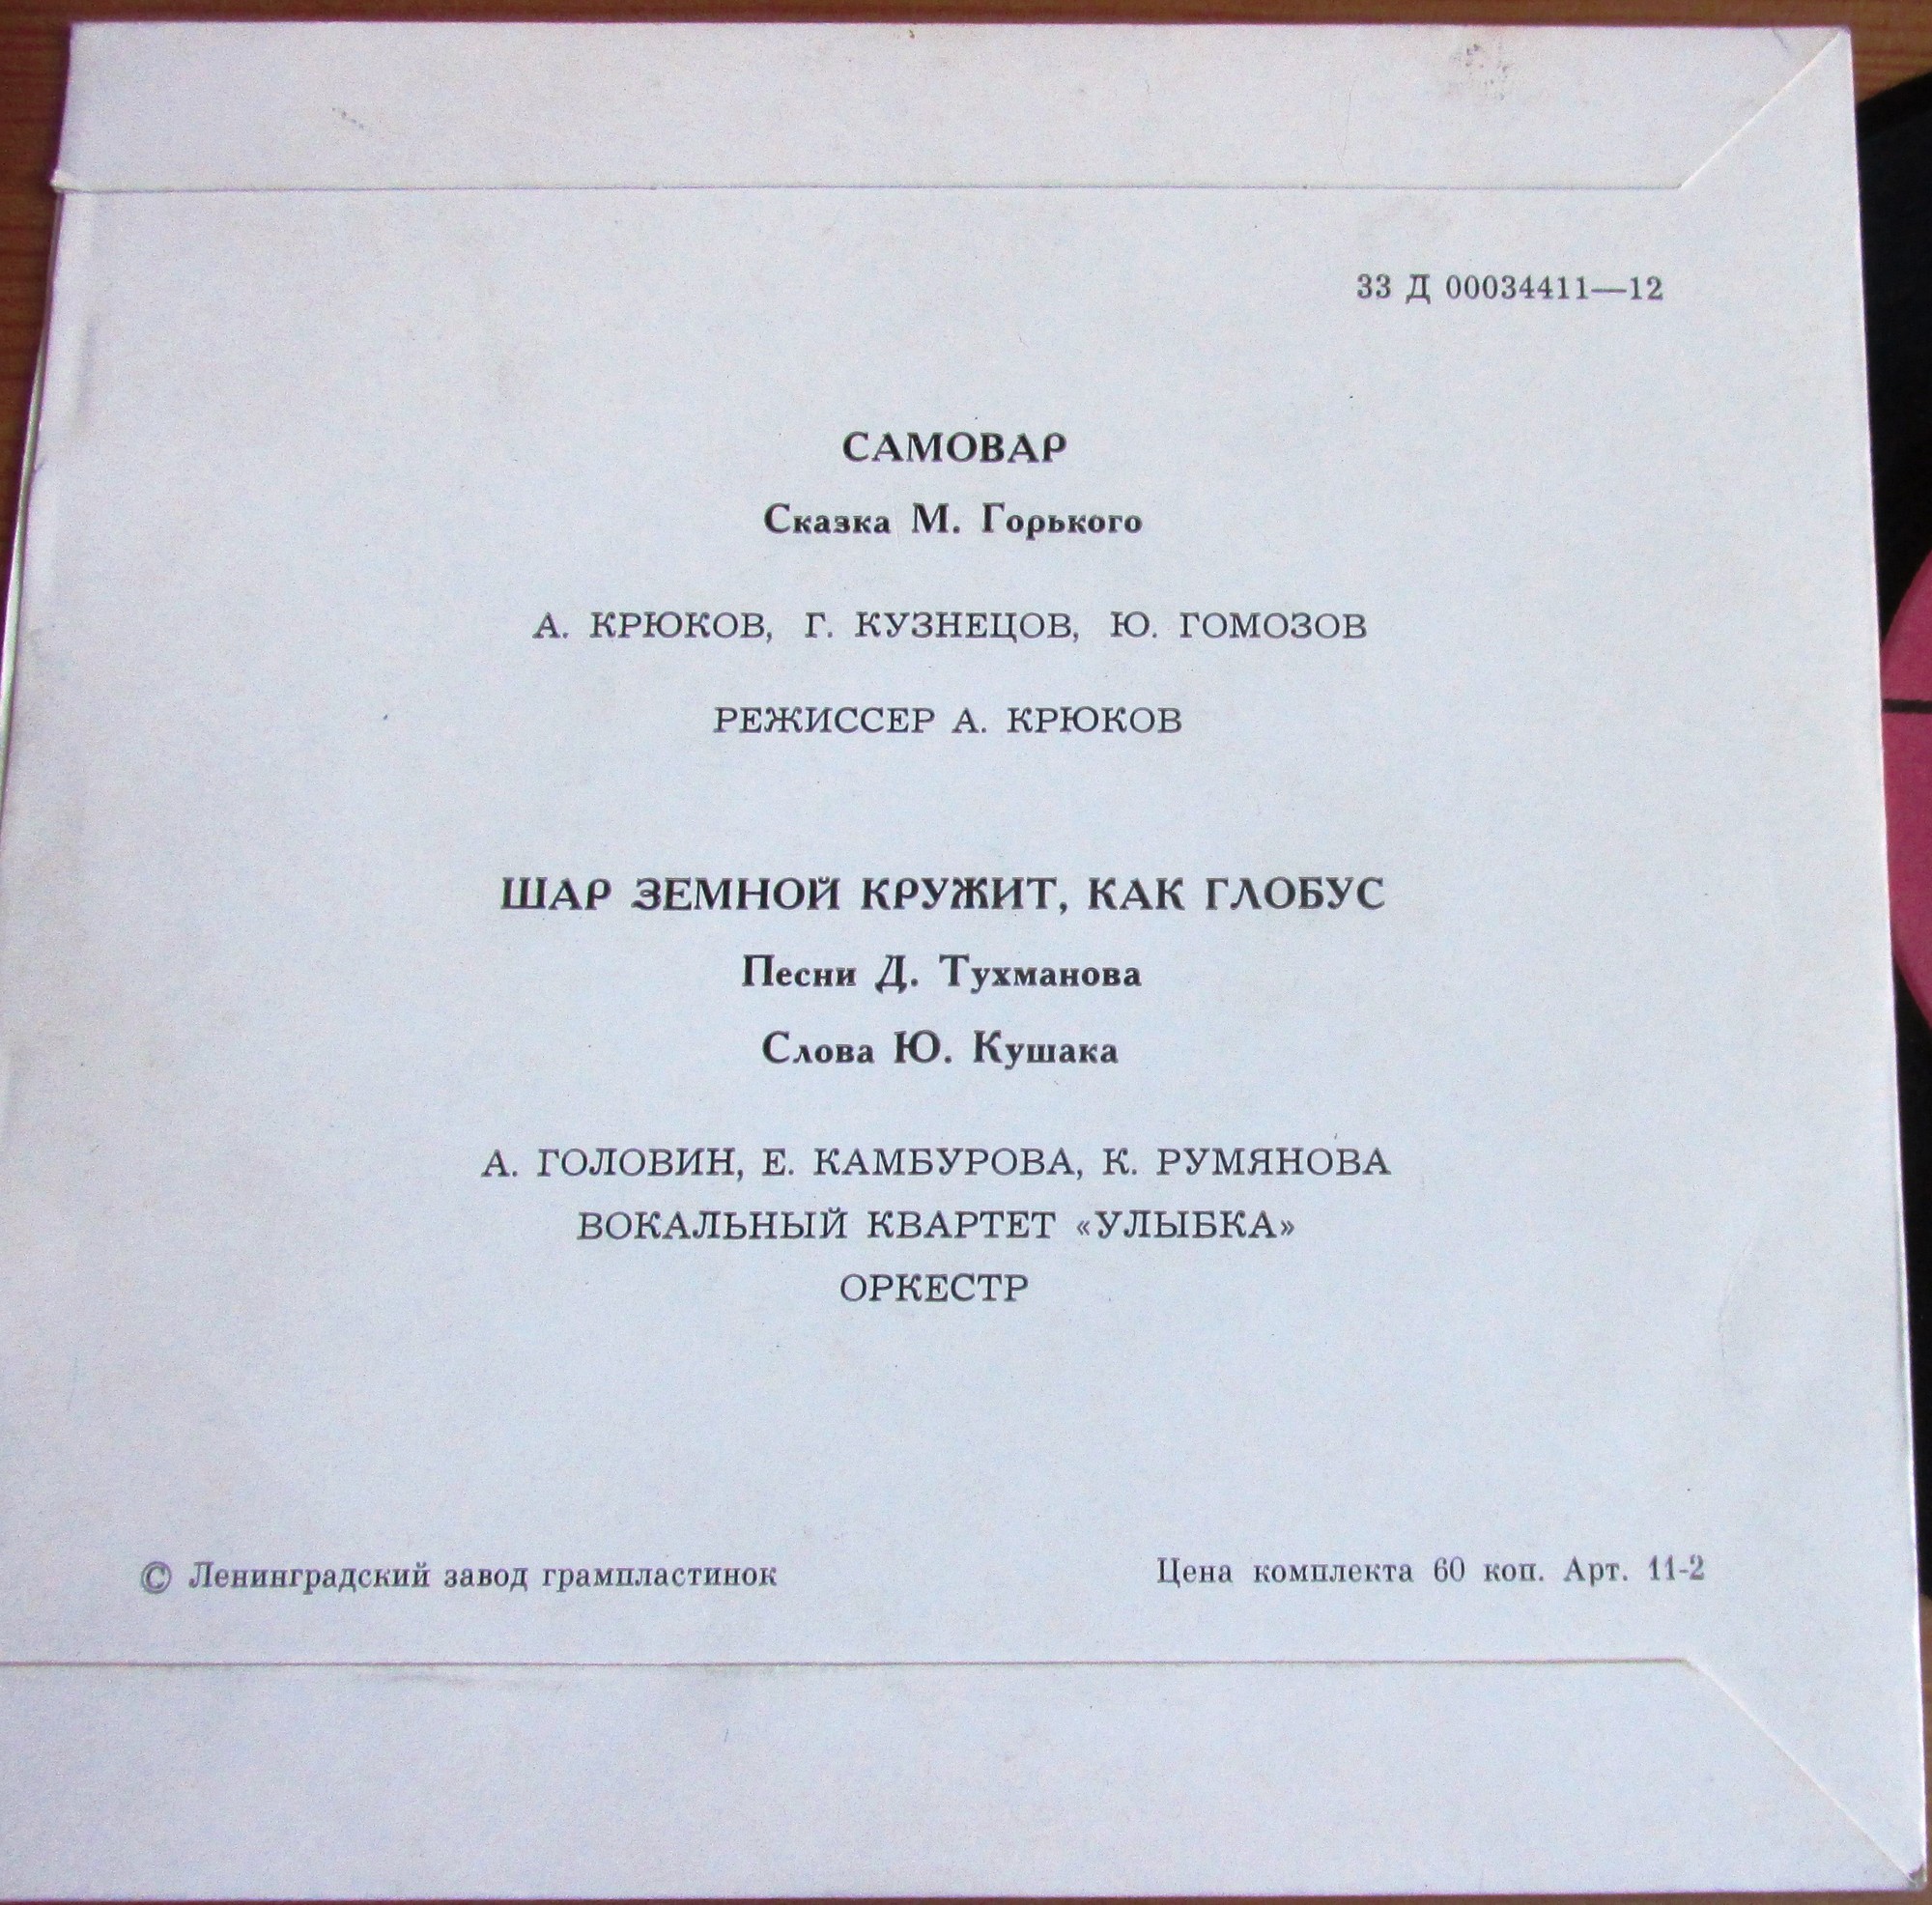 33 Д 00034411—12
САМОВАР
Сказка М. Горького
А. КРЮКОВ, Г. КУЗНЕЦОВ, Ю. ГОМОЗОВ
РЕЖИССЕР А. КРЮКОВ
ШАР ЗЕМНОЙ КРУЖИТ, КАК ГЛОБУС
Песни Д. Тухманова
Слова Ю. Кушака
А. ГОЛОВИН, Е. КАМБУРОВА, К. РУМЯНОВА
ВОКАЛЬНЫЙ КВАРТЕТ «УЛЫБКА»
ОРКЕСТР
© Ленинградский завод грампластинок
Цена комплекта 60 коп. Арт. 11-2